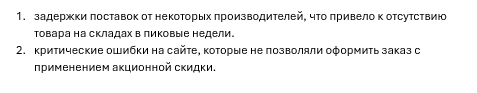 1. задержки поставок от некоторых производителей, что привело к отсутствию
товара на складах в пиковые недели.
2. критические ошибки на сайте, которые не позволяли оформить заказ с
применением акционной скидки.